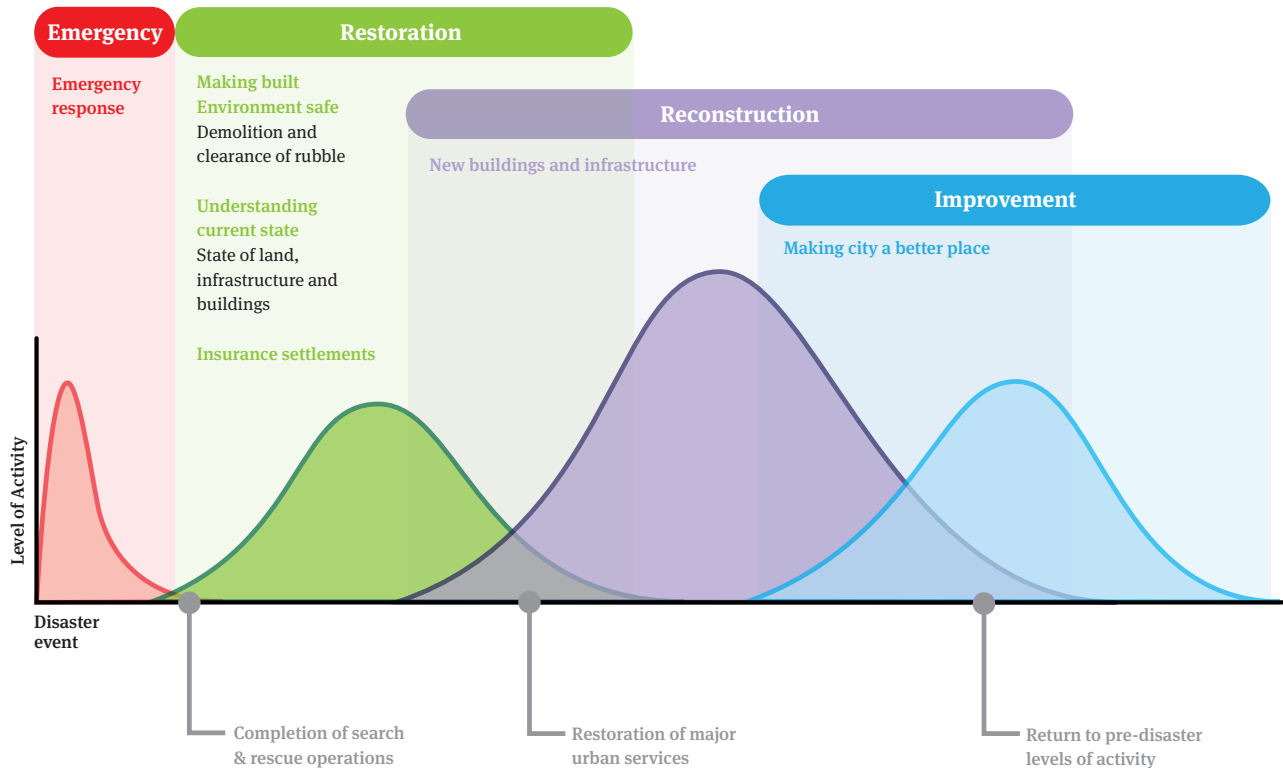 Emergency
Restoration
Emergency
response
Making built
Environment safe
Demolition and
clearance of rubble
Understanding
current state
State of land,
infrastructure and
buildings
Insurance settlements
Reconstruction
New buildings and infrastructure
Improvement
Making city a better place
Level of Activity
Disaster
event
Completion of search
& rescue operations
Restoration of major
urban services
Return to pre-disaster
levels of activity